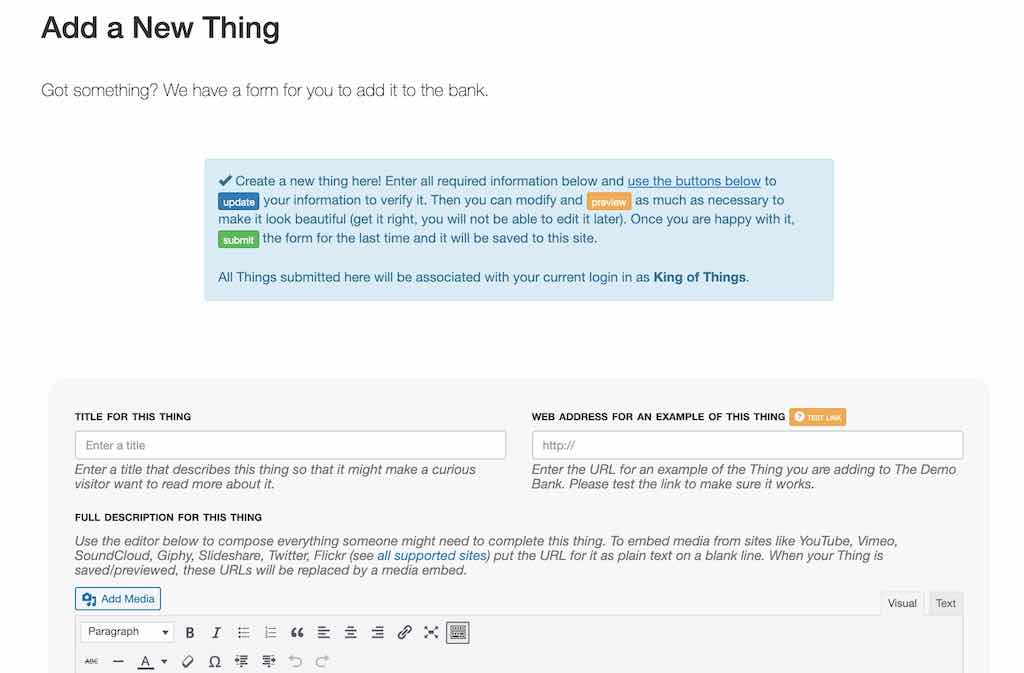 Add a New Thing
Got something? We have a form for you to add it to the bank.
Create a new thing here! Enter all required information below and use the buttons below to
update your information to verify it. Then you can modify and preview as much as necessary to
make it look beautiful (get it right, you will not be able to edit it later). Once you are happy with it,
submit the form for the last time and it will be saved to this site.
All Things submitted here will be associated with your current login in as King of Things.
TITLE FOR THIS THING
Enter a title
Enter a title that describes this thing so that it might make a curious
visitor want to read more about it.
WEB ADDRESS FOR AN EXAMPLE OF THIS THING TEST LINK
http://
Enter the URL for an example of the Thing you are adding to The Demo
Bank. Please test the link to make sure it works.
FULL DESCRIPTION FOR THIS THING
Use the editor below to compose everything someone might need to complete this thing. To embed media from sites like YouTube, Vimeo,
SoundCloud, Giphy, Slideshare, Twitter, Flickr (see all supported sites) put the URL for it as plain text on a blank line. When your Thing is
saved/previewed, these URLs will be replaced by a media embed.
Add Media
Visual Text
Paragraph B I
ABC A Ω